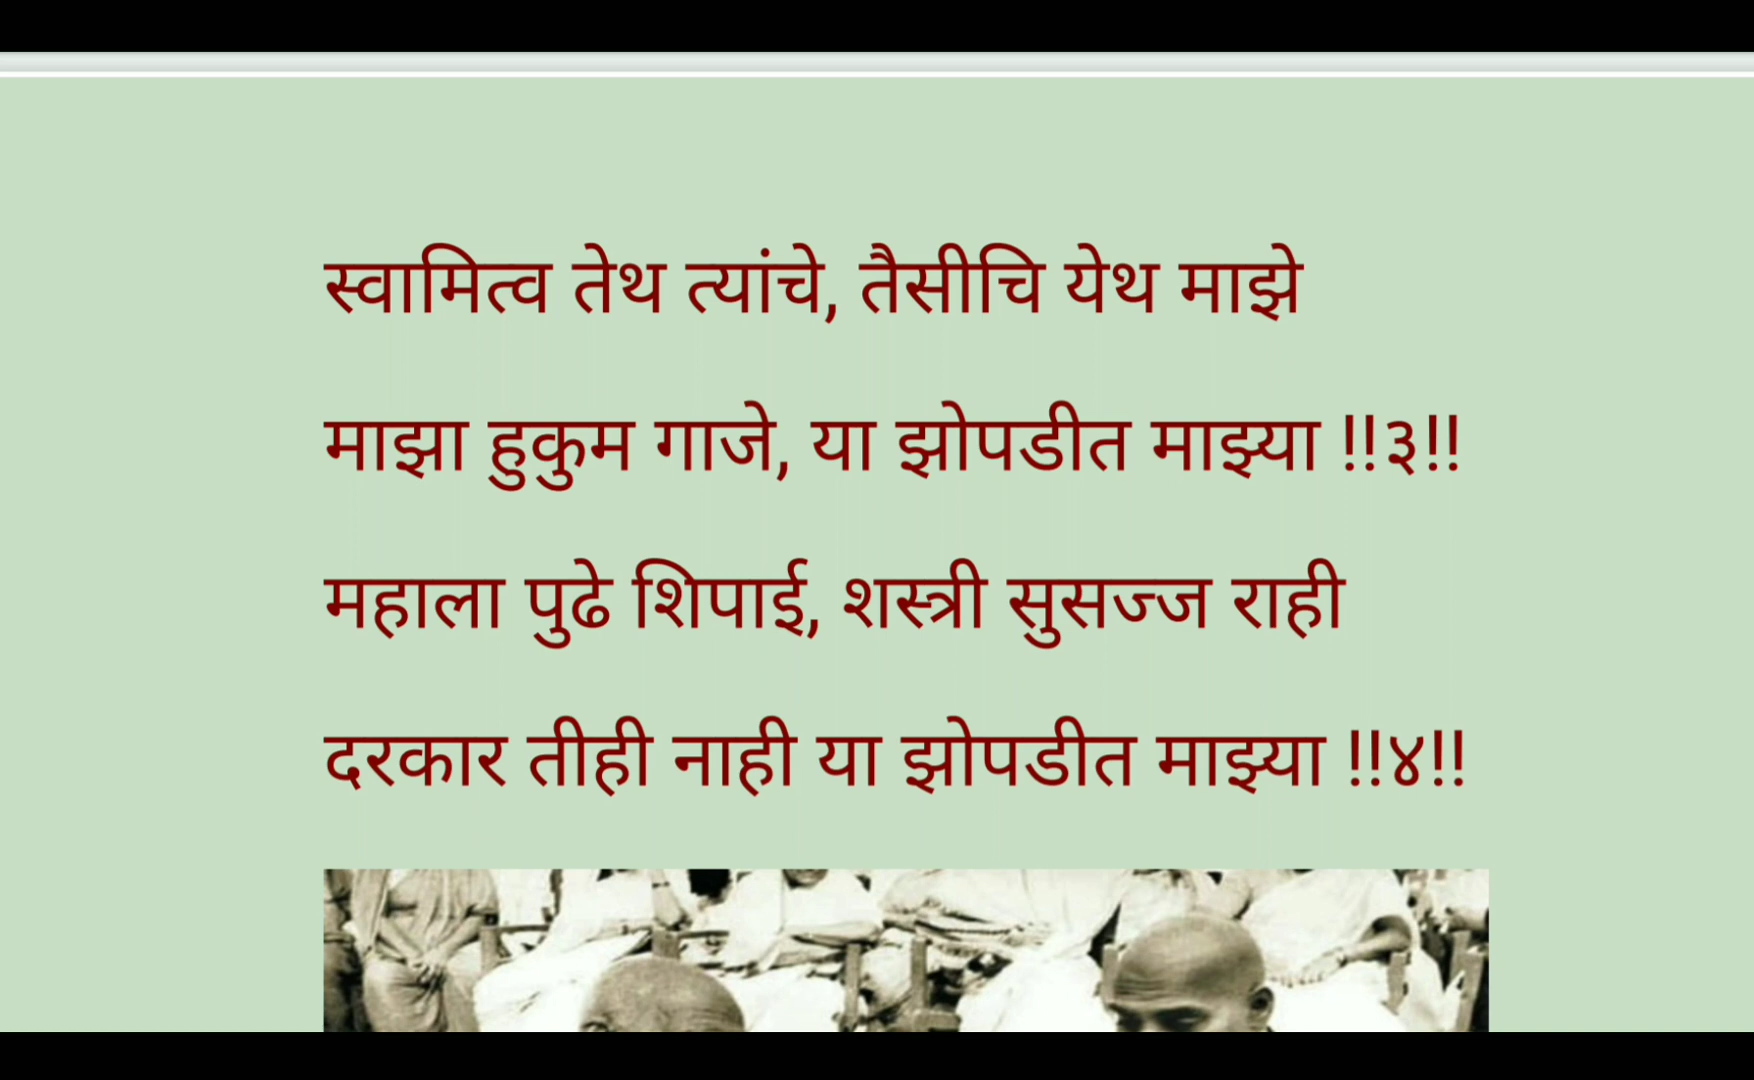 स्वामित्व तेथ त्यांचे, तैसीचि येथ माझे
माझा हुकुम गाजे, या झोपडीत माझ्या !!३!!
महाला पुढे शिपाई, शस्त्री सुसज्ज राही
दरकार तीही नाही या झोपडीत माझ्या !!४!!